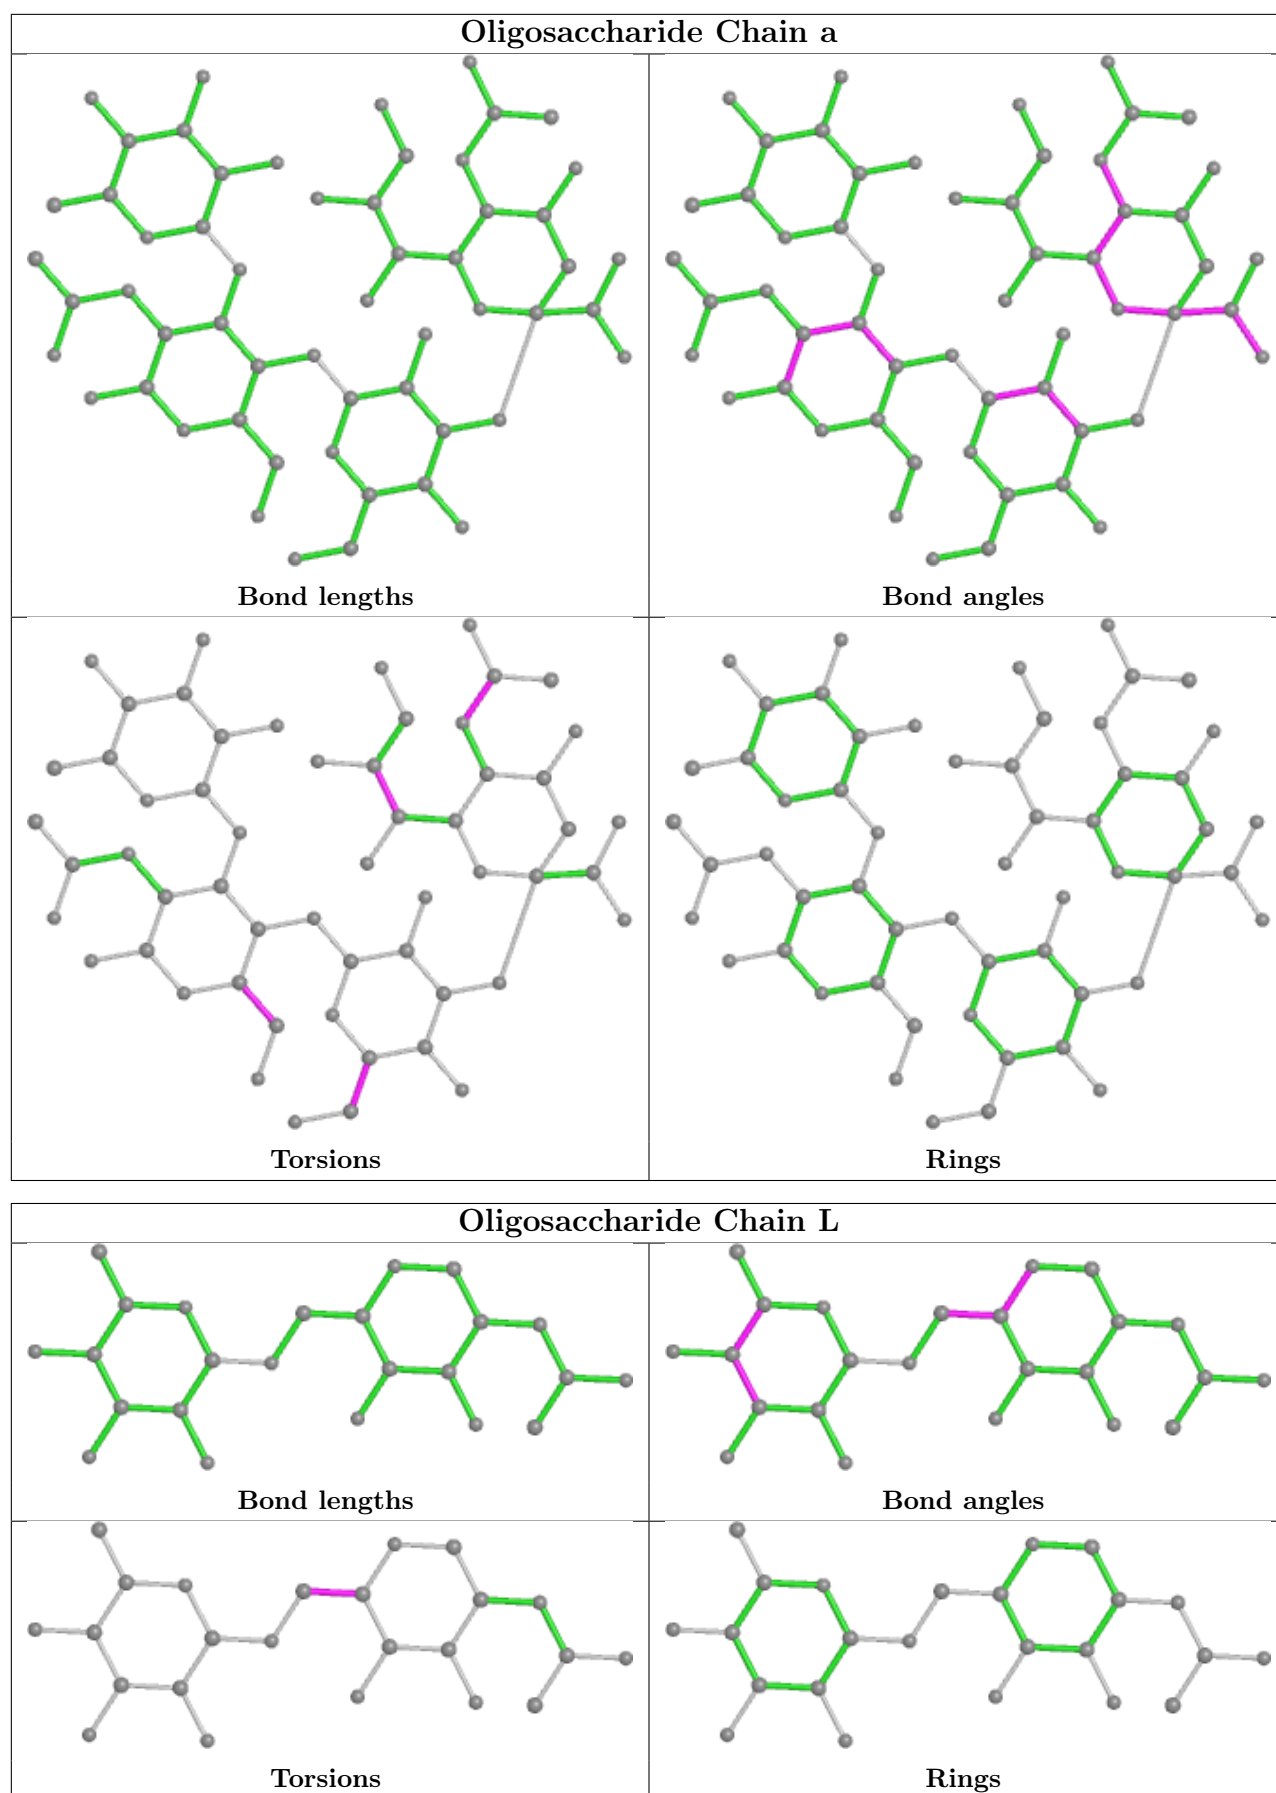 Oligosaccharide Chain a
Bond lengths
Bond angles
Torsions
Rings
Oligosaccharide Chain L
Bond lengths
Bond angles
Torsions
Rings